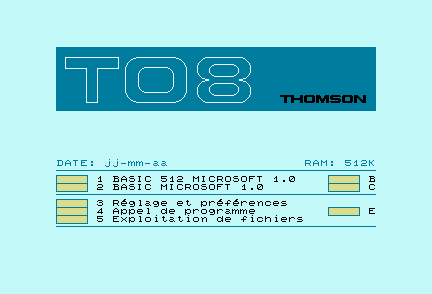 TO8
THOMSON
DATE: jj-mm-aa RAM: 512K
1 BASIC 512 MICROSOFT 1.0 B
2 BASIC MICROSOFT 1.0 C
3 Réglage et préférences
4 Appel de programme E
5 Exploitation de fichiers